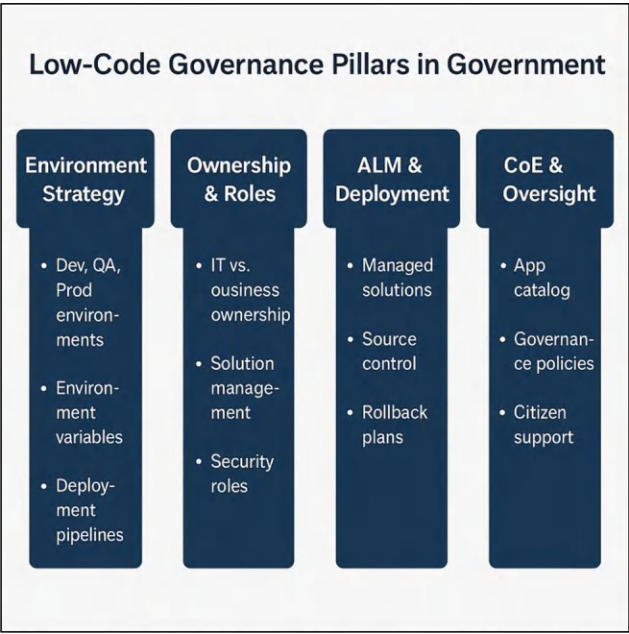 Low-Code Governance Pillars in Government
Environment
Strategy
• Dev, QA,
Prod
environ-
ments
• Environ-
ment
variables
• Deploy-
ment
pipelines
Ownership
& Roles
• IT vs.
ousiness
ownership
• Solution
manage-
ment
• Security
roles
ALM &
Deployment
• Managed
solutions
• Source
control
• Rollback
plans
CoE &
Oversight
• App
catalog
• Governan-
ce policies
• Citizen
support